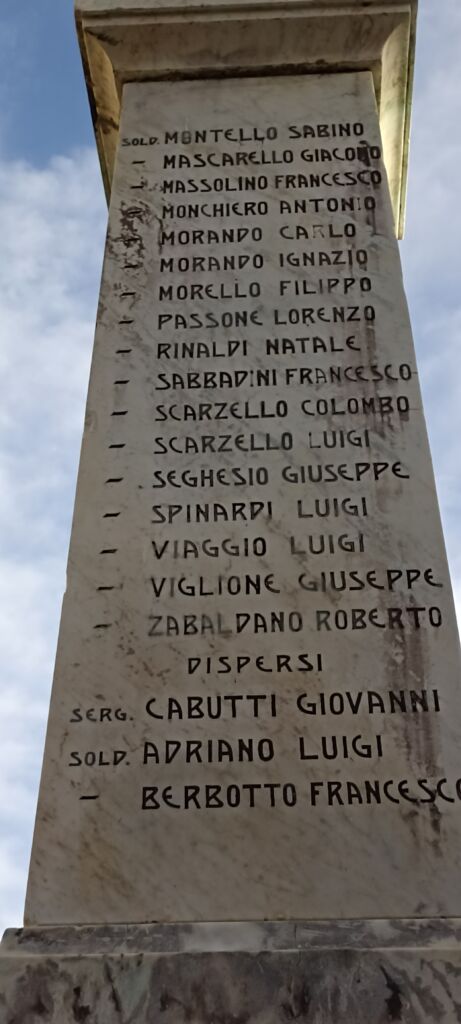 SOLD. MONTELLO SABINO
– MASCARELLO GIACOMO
– MASSOLINO FRANCESCO
– MONCHIERO ANTONIO
– MORANDO CARLO
– MORANDO IGNAZIO
– MORELLO FILIPPO
– PASSONE LORENZO
– RINALDI NATALE
– SABBADINI FRANCESCO
– SCARZELLO COLOMBO
– SCARZELLO LUIGI
– SEGHESIO GIUSEPPE
– SPINARDI LUIGI
– VIAGGIO LUIGI
– VIGLIONE GIUSEPPE
– ZABALDANO ROBERTO
DISPERSI
SERG. CABUTTI GIOVANNI
SOLD. ADRIANO LUIGI
– BERBOTTO FRANCESCO